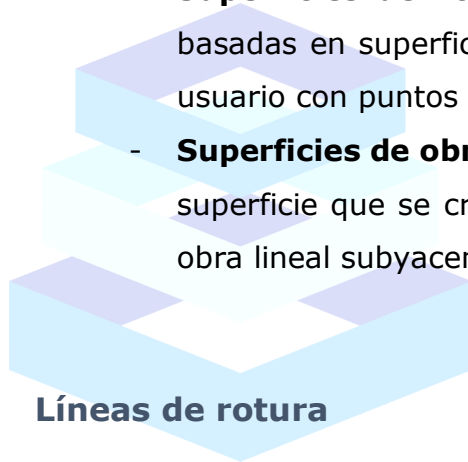 basadas en superfic
usuario con puntos
- Superficies de obr
superficie que se cr
obra lineal subyacer
Líneas de rotura